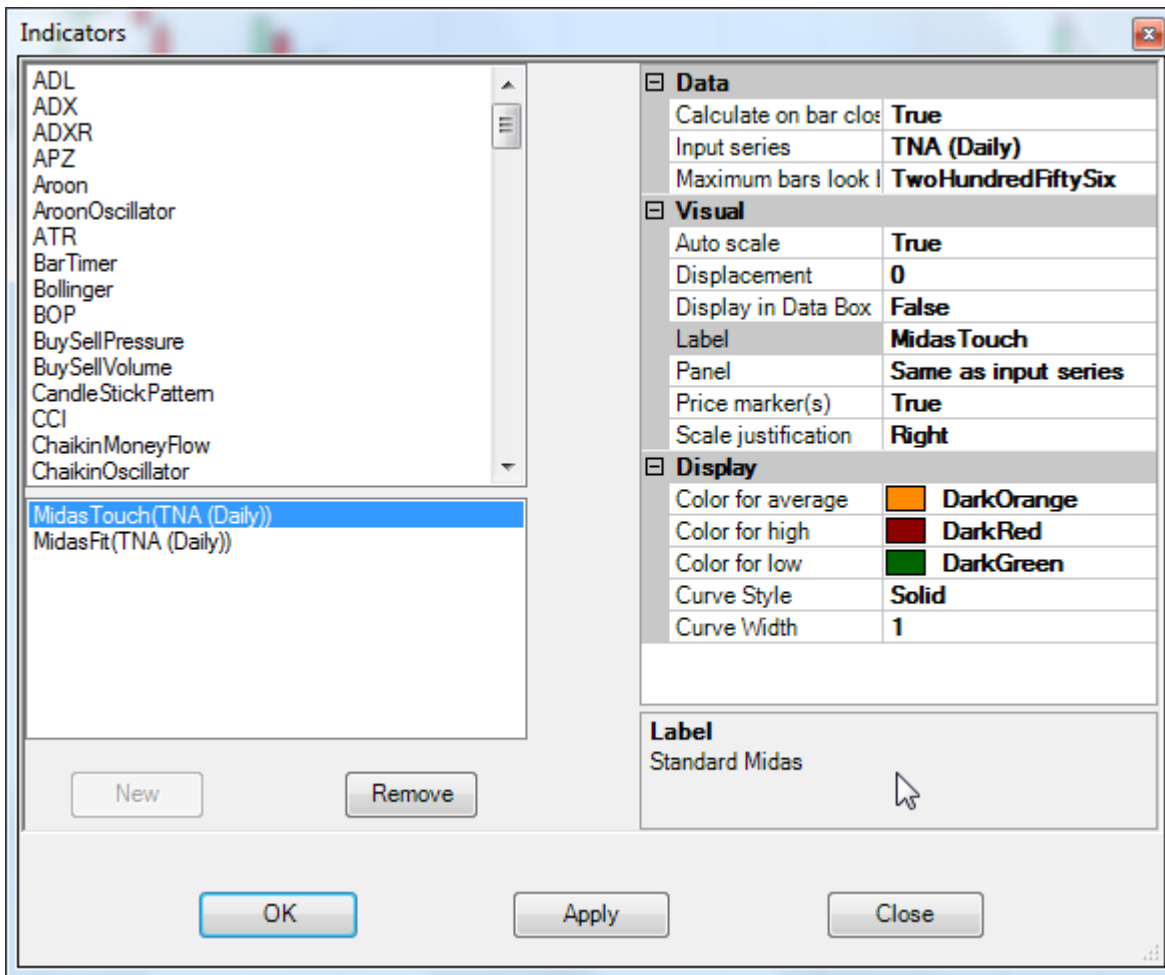 Indicators
ADL
ADX
ADXR
APZ
Aroon
AroonOscillator
ATR
BarTimer
Bollinger
BOP
BuySellPressure
BuySellVolume
CandleStickPattern
CCI
ChaikinMoneyFlow
ChaikinOscillator
MidasTouch(TNA (Daily))
MidasFit(TNA (Daily))
New Remove
Data
Calculate on bar clos True
Input series TNA (Daily)
Maximum bars look TwoHundredFiftySix
Visual
Auto scale True
Displacement 0
Display in Data Box False
Label MidasTouch
Panel Same as input series
Price marker(s) True
Scale justification Right
Display
Color for average DarkOrange
Color for high DarkRed
Color for low DarkGreen
Curve Style Solid
Curve Width 1
Label
Standard Midas
OK Apply Close